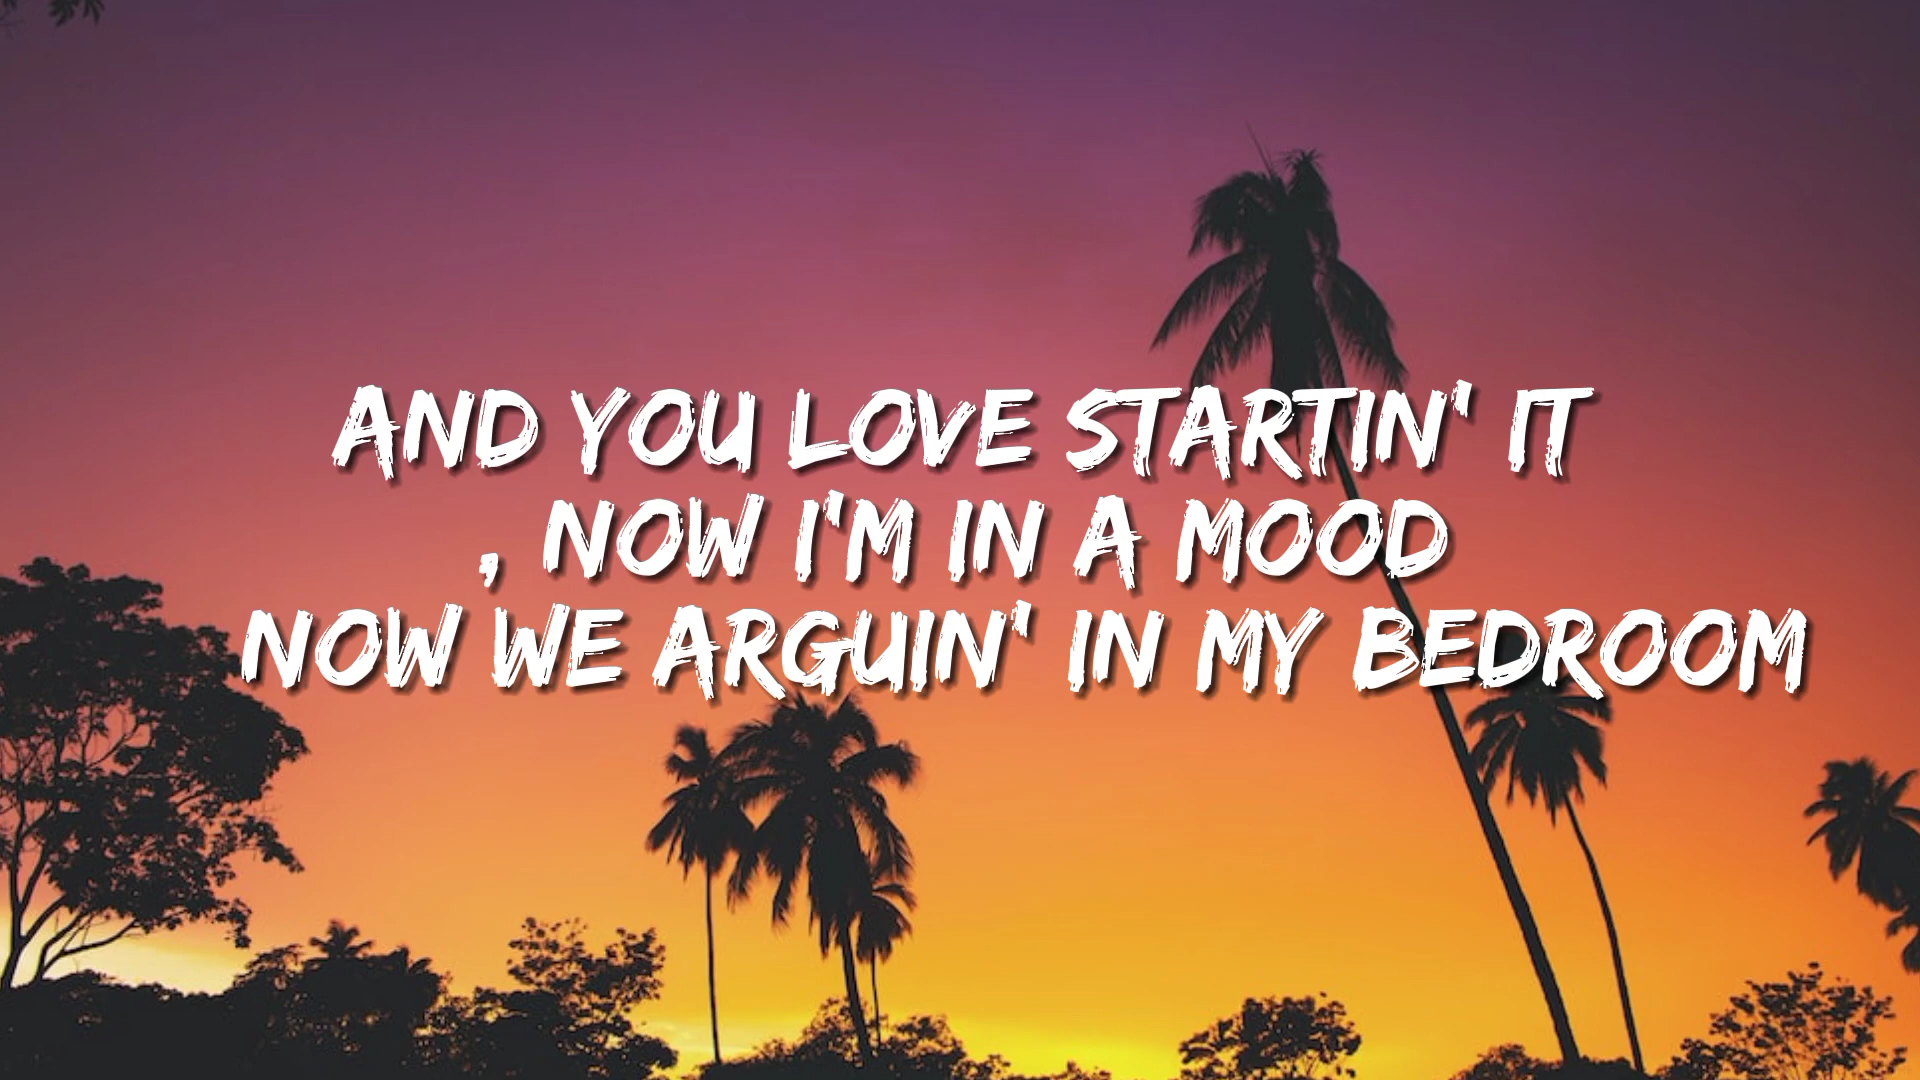 AND YOU LOVE STARTIN' IT
, NOW I'M IN A MOOD
NOW WE ARGUIN' IN MY BEDROOM